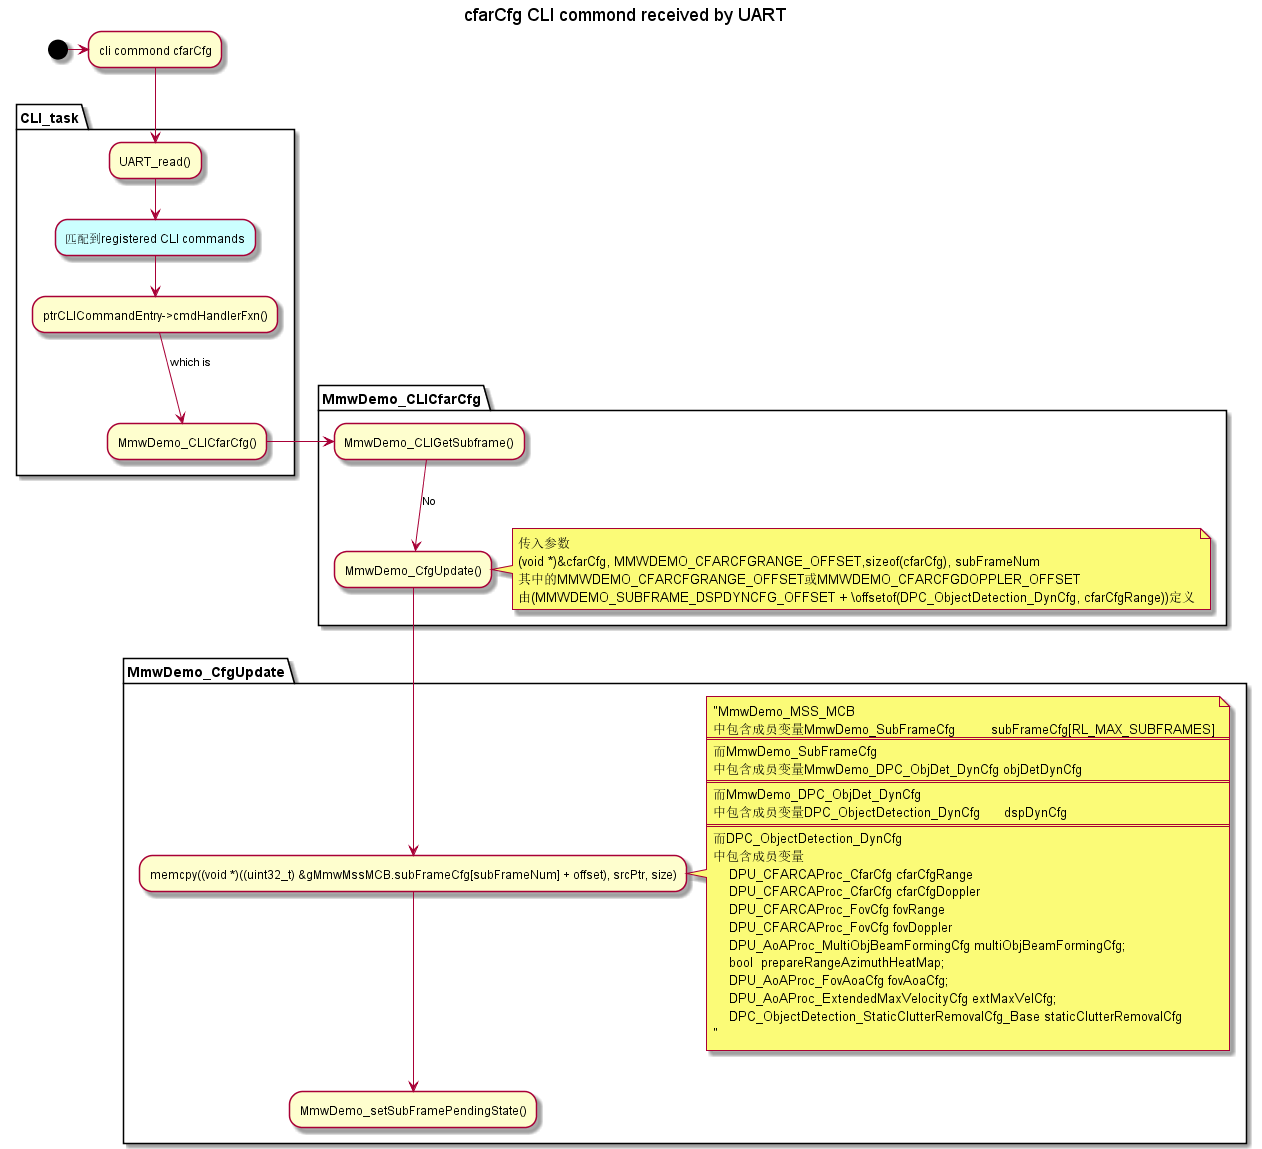 cfarCfg CLI commond received by UART
cli commond cfarCfg
CLI_task
UART_read()
匹配到registered CLI commands
ptrCLICommandEntry->cmdHandlerFxn()
which is
MmwDemo_CLICfarCfg()
MmwDemo_CLICfarCfg
MmwDemo_CLIGetSubframe()
No
MmwDemo_CfgUpdate()
传入参数
(void *)&cfarCfg, MMWDEMO_CFARCFGRANGE_OFFSET,sizeof(cfarCfg), subFrameNum
其中的MMWDEMO_CFARCFGRANGE_OFFSET或MMWDEMO_CFARCFGDOPPLER_OFFSET
由(MMWDEMO_SUBFRAME_DSPDYNCFG_OFFSET + \offsetof(DPC_ObjectDetection_DynCfg, cfarCfgRange))定义
MmwDemo_CfgUpdate
memcpy((void *)((uint32_t) &gMmwMssMCB.subFrameCfg[subFrameNum] + offset), srcPtr, size)
"MmwDemo_MSS_MCB
中包含成员变量MmwDemo_SubFrameCfg subFrameCfg[RL_MAX_SUBFRAMES]
而MmwDemo_SubFrameCfg
中包含成员变量MmwDemo_DPC_ObjDet_DynCfg objDetDynCfg
而MmwDemo_DPC_ObjDet_DynCfg
中包含成员变量DPC_ObjectDetection_DynCfg dspDynCfg
而DPC_ObjectDetection_DynCfg
中包含成员变量
DPU_CFARCAProc_CfarCfg cfarCfgRange
DPU_CFARCAProc_CfarCfg cfarCfgDoppler
DPU_CFARCAProc_FovCfg fovRange
DPU_CFARCAProc_FovCfg fovDoppler
DPU_AoAProc_MultiObjBeamFormingCfg multiObjBeamFormingCfg;
bool prepareRangeAzimuthHeatMap;
DPU_AoAProc_FovAoaCfg fovAoaCfg;
DPU_AoAProc_ExtendedMaxVelocityCfg extMaxVelCfg;
DPC_ObjectDetection_StaticClutterRemovalCfg_Base staticClutterRemovalCfg
"
MmwDemo_setSubFramePendingState()